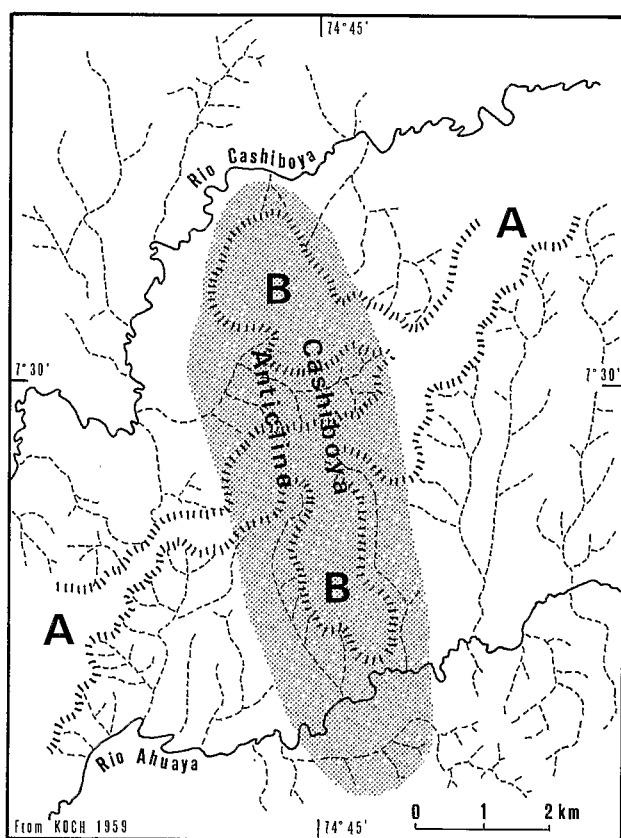 74°45'
Rio Cashiboya
A
B
7°30'
7°30'
Cashiboya
Anticline
B
A
Rio Ahuaya
From KOCH 1959
74°45'
0 1 2 km